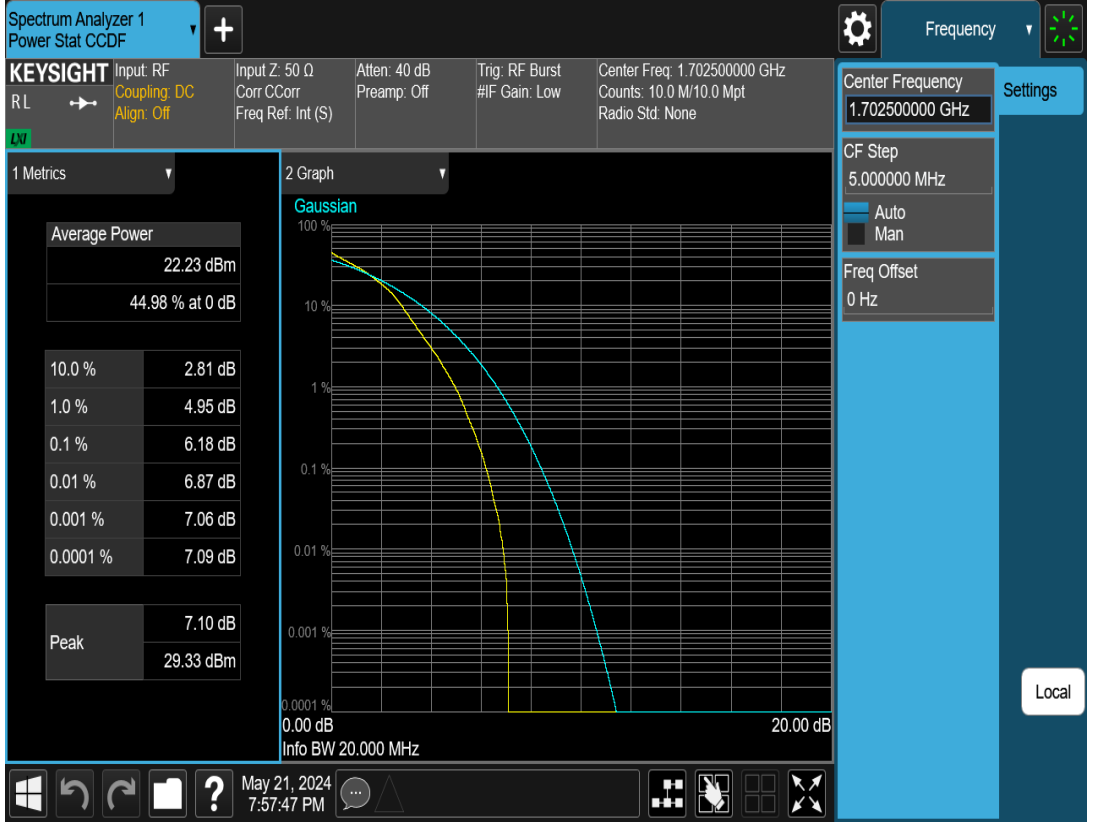 Spectrum Analyzer 1
Power Stat CCDF
+
Frequency
KEYSIGHT
RL
LXI
Input: RF
Coupling: DC
Align: Off
Input Z: 50 Ω
Corr CCorr
Freq Ref: Int (S)
Atten: 40 dB
Preamp: Off
Trig: RF Burst
#IF Gain: Low
Center Freq: 1.702500000 GHz
Counts: 10.0 M/10.0 Mpt
Radio Std: None
Center Frequency
1.702500000 GHz
Settings
CF Step
5.000000 MHz
Auto
Man
Freq Offset
0 Hz
Local
1 Metrics
Average Power
22.23 dBm
44.98 % at 0 dB
10.0 % 2.81 dB
1.0 % 4.95 dB
0.1 % 6.18 dB
0.01 % 6.87 dB
0.001 % 7.06 dB
0.0001 % 7.09 dB
Peak
7.10 dB
29.33 dBm
2 Graph
Gaussian
100 %
10 %
1 %
0.1 %
0.01 %
0.001 %
0.0001 %
0.00 dB 20.00 dB
Info BW 20.000 MHz
?
May 21, 2024
7:57:47 PM